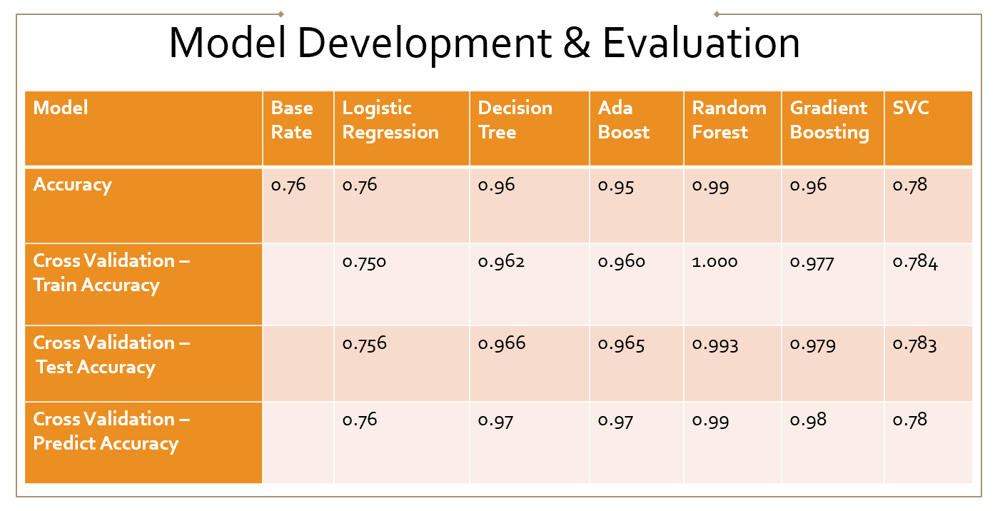 Model Development & Evaluation
Model Base Rate Logistic Regression Decision Tree Ada Boost Random Forest Gradient Boosting SVC
Accuracy 0.76 0.76 0.96 0.95 0.99 0.96 0.78
Cross Validation – Train Accuracy 0.750 0.962 0.960 1.000 0.977 0.784
Cross Validation – Test Accuracy 0.756 0.966 0.965 0.993 0.979 0.783
Cross Validation – Predict Accuracy 0.76 0.97 0.97 0.99 0.98 0.78